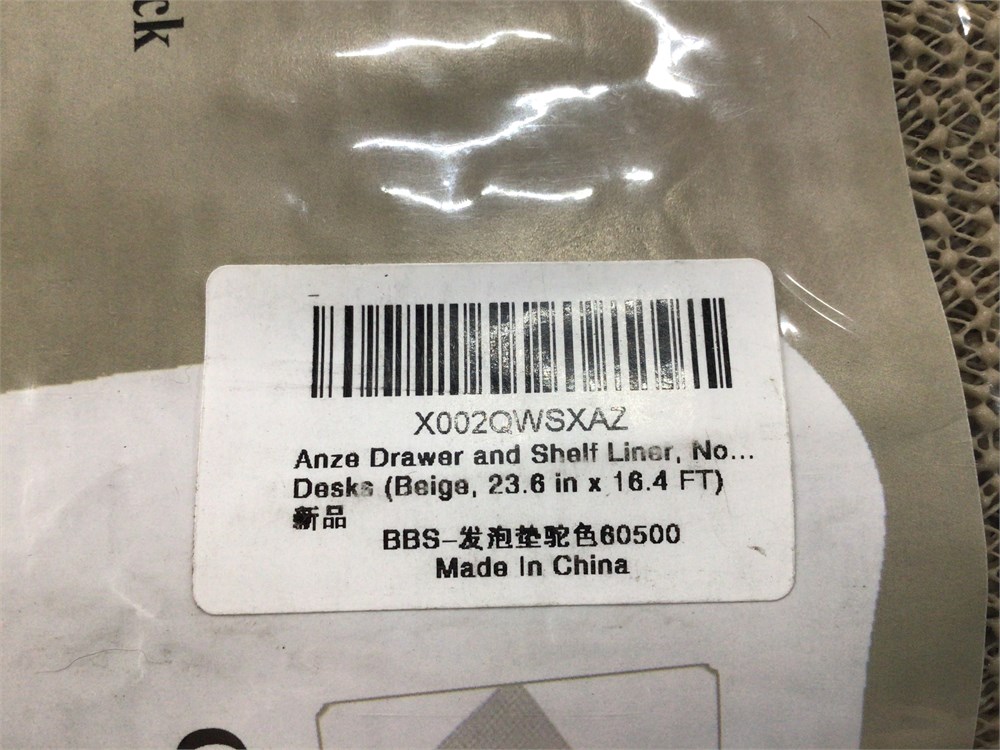 ck
X002QWSXAZ
Anze Drawer and Shelf Liner, No...
Desks (Beige, 23.6 in x 16.4 FT)
新品
BBS-发泡垫驼色60500
Made In China